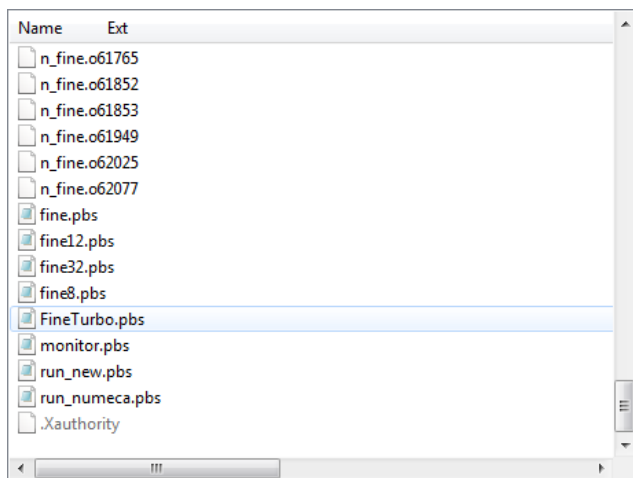 Name Ext
n_fine.o61765
n_fine.o61852
n_fine.o61853
n_fine.o61949
n_fine.o62025
n_fine.o62077
fine.pbs
fine12.pbs
fine32.pbs
fine8.pbs
FineTurbo.pbs
monitor.pbs
run_new.pbs
run_numeca.pbs
.Xauthority